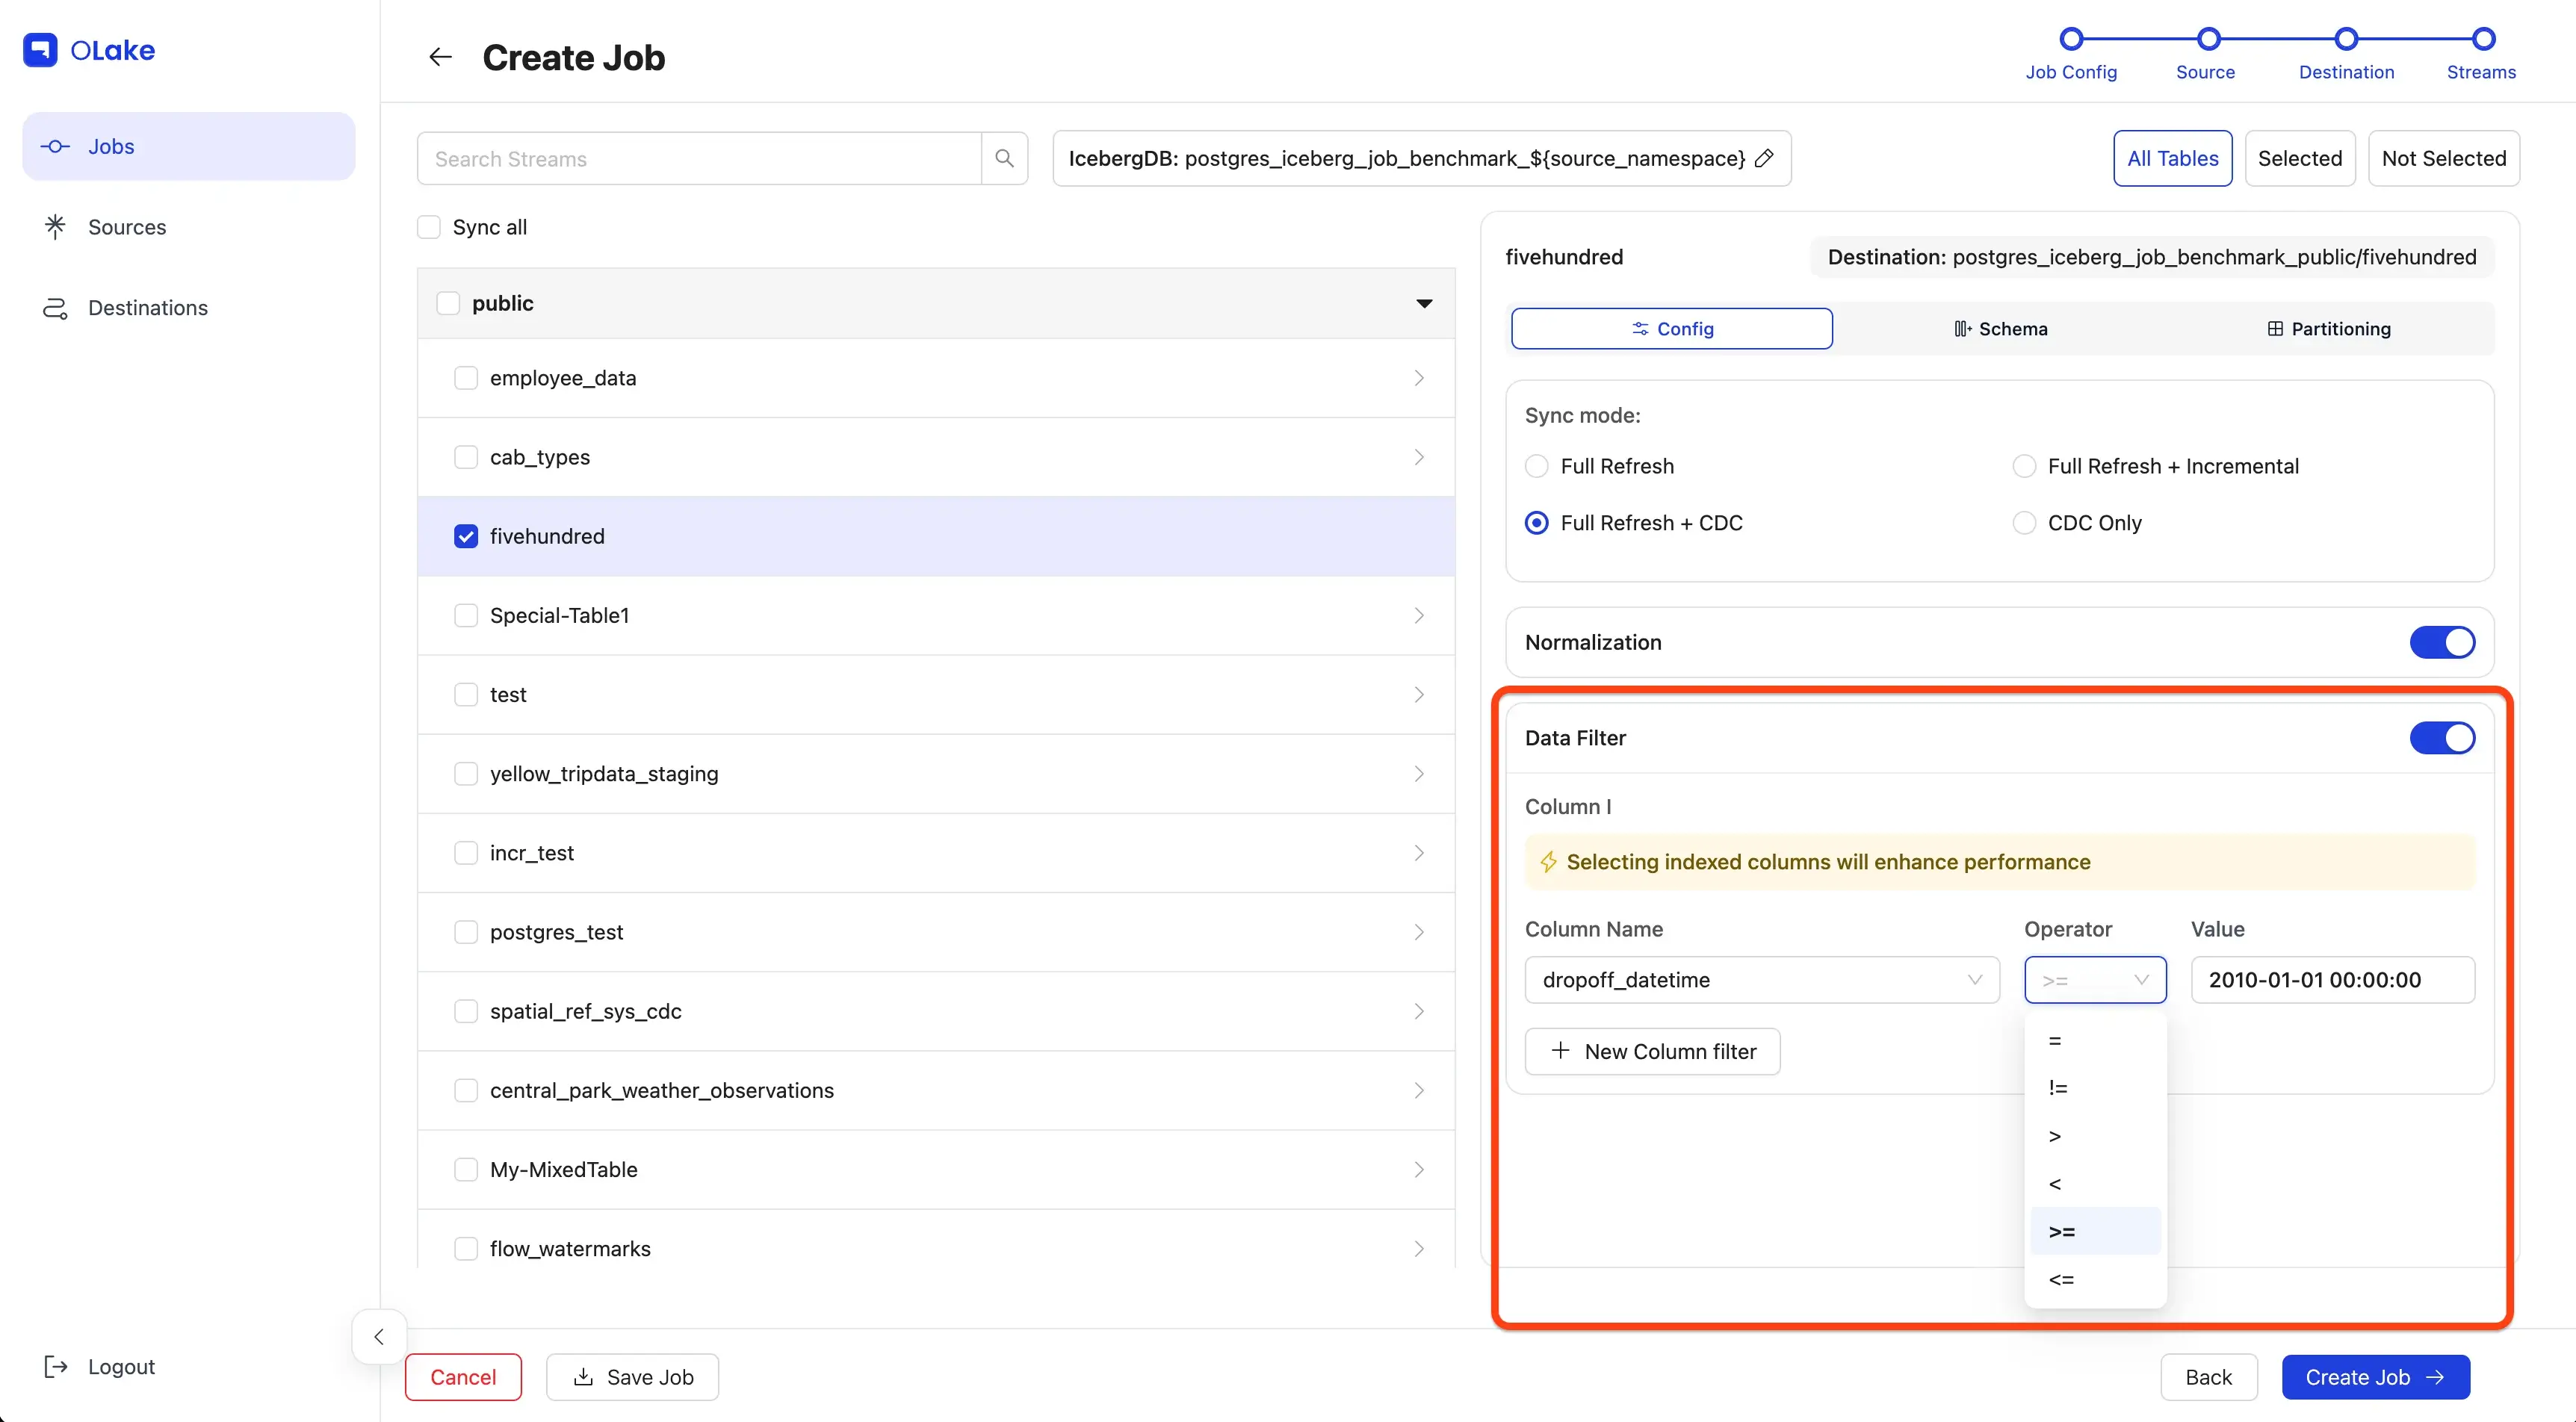 OLake
Jobs
Sources
Destinations
Logout
Create Job
Job Config
Source
Destination
Streams
Search Streams
IcebergDB: postgres_iceberg_job_benchmark_${source_namespace}
All Tables
Selected
Not Selected
Sync all
public
employee_data
cab_types
fivehundred
Special-Table1
test
yellow_tripdata_staging
incr_test
postgres_test
spatial_ref_sys_cdc
central_park_weather_observations
My-MixedTable
flow_watermarks
fivehundred
Destination: postgres_iceberg_job_benchmark_public/fivehundred
Config
Schema
Partitioning
Sync mode:
Full Refresh
Full Refresh + Incremental
Full Refresh + CDC
CDC Only
Normalization
Data Filter
Column I
Selecting indexed columns will enhance performance
Column Name
Operator
Value
dropoff_datetime
>=
2010-01-01 00:00:00
New Column filter
=
!=
>
<
>=
<=
Cancel
Save Job
Back
Create Job